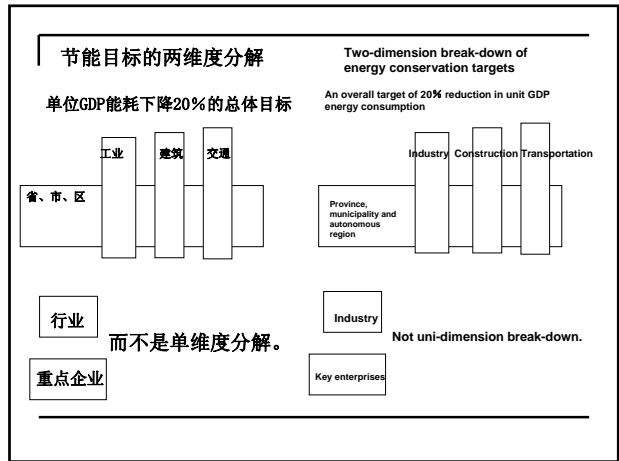 节能目标的两维度分解
单位GDP能耗下降20％的总体目标
工业 建筑 交通
省、市、区
行业
而不是单维度分解。
重点企业
Two-dimension break-down of
energy conservation targets
An overall target of 20% reduction in unit GDP
energy consumption
Industry Construction Transportation
Province,
municipality and
autonomous
region
Industry
Not uni-dimension break-down.
Key enterprises